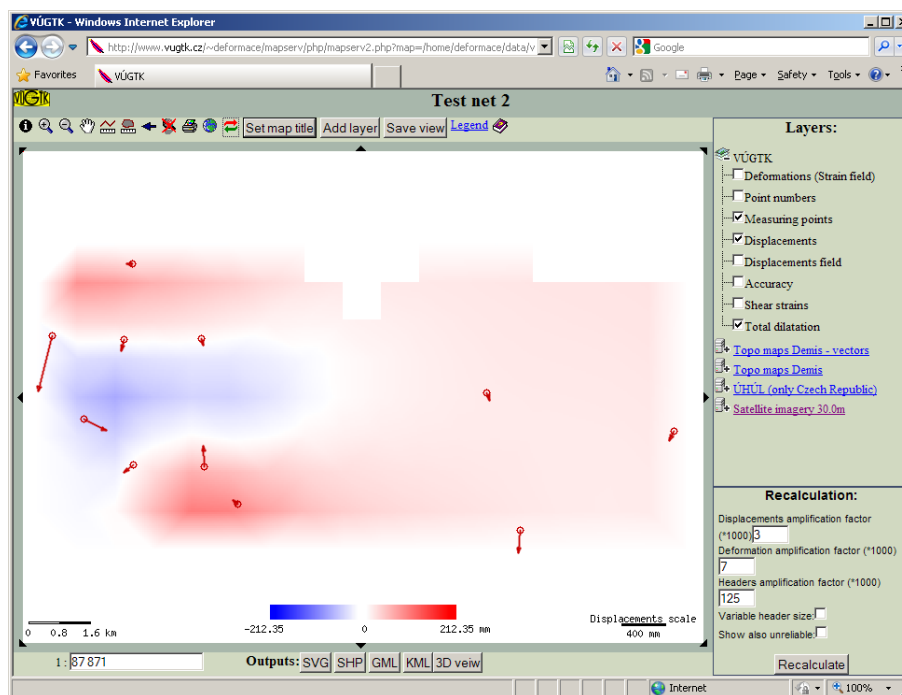 VÚGTK - Windows Internet Explorer
http://www.vugtk.cz/~deformace/mapserv/php/mapserv2.php?map=/home/deformace/data/v
Google
Favorites
VÚGTK
Page
Safety
Tools
VÚGTK
Test net 2
Set map title
Add layer
Save view
Legend
Layers:
VÚGTK
Deformations (Strain field)
Point numbers
Measuring points
Displacements
Displacements field
Accuracy
Shear strains
Total dilatation
Topo maps Demis - vectors
Topo maps Demis
ÚHÚL (only Czech Republic)
Satellite imagery 30.0m
Recalculation:
Displacements amplification factor
(*1000) 3
Deformation amplification factor (*1000)
7
Headers amplification factor (*1000)
125
Variable header size:
Show also unreliable:
Recalculate
0 0.8 1.6 km
-212.35 0 212.35 mm
Displacements scale
400 mm
1 : 87 871
Outputs: SVG SHP GML KML 3D veiw
Internet
100%